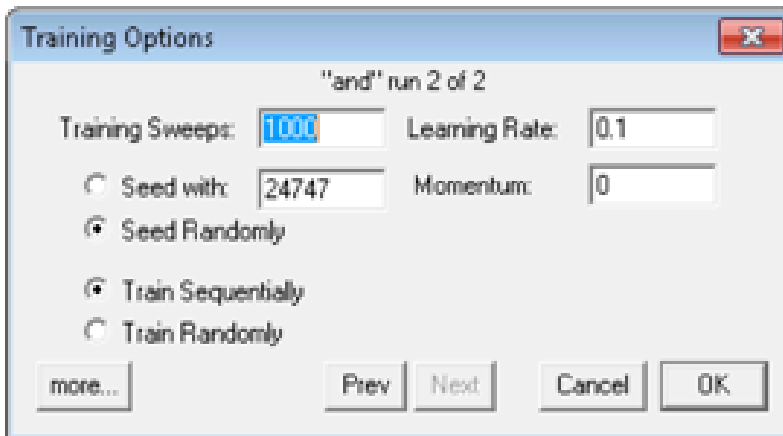 Training Options
"and" run 2 of 2
Training Sweeps: 1000 Learning Rate: 0.1
Seed with: 24747 Momentum: 0
Seed Randomly
Train Sequentially
Train Randomly
more... Prev Next Cancel OK